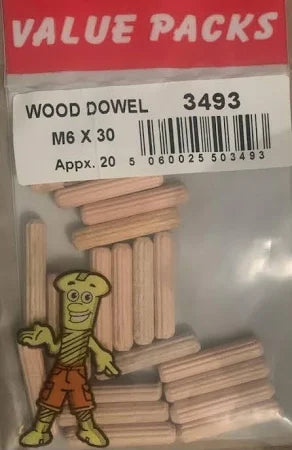 VALUE PACKS
WOOD DOWEL 3493
M6 X 30
Appx. 20 5 060025 503493